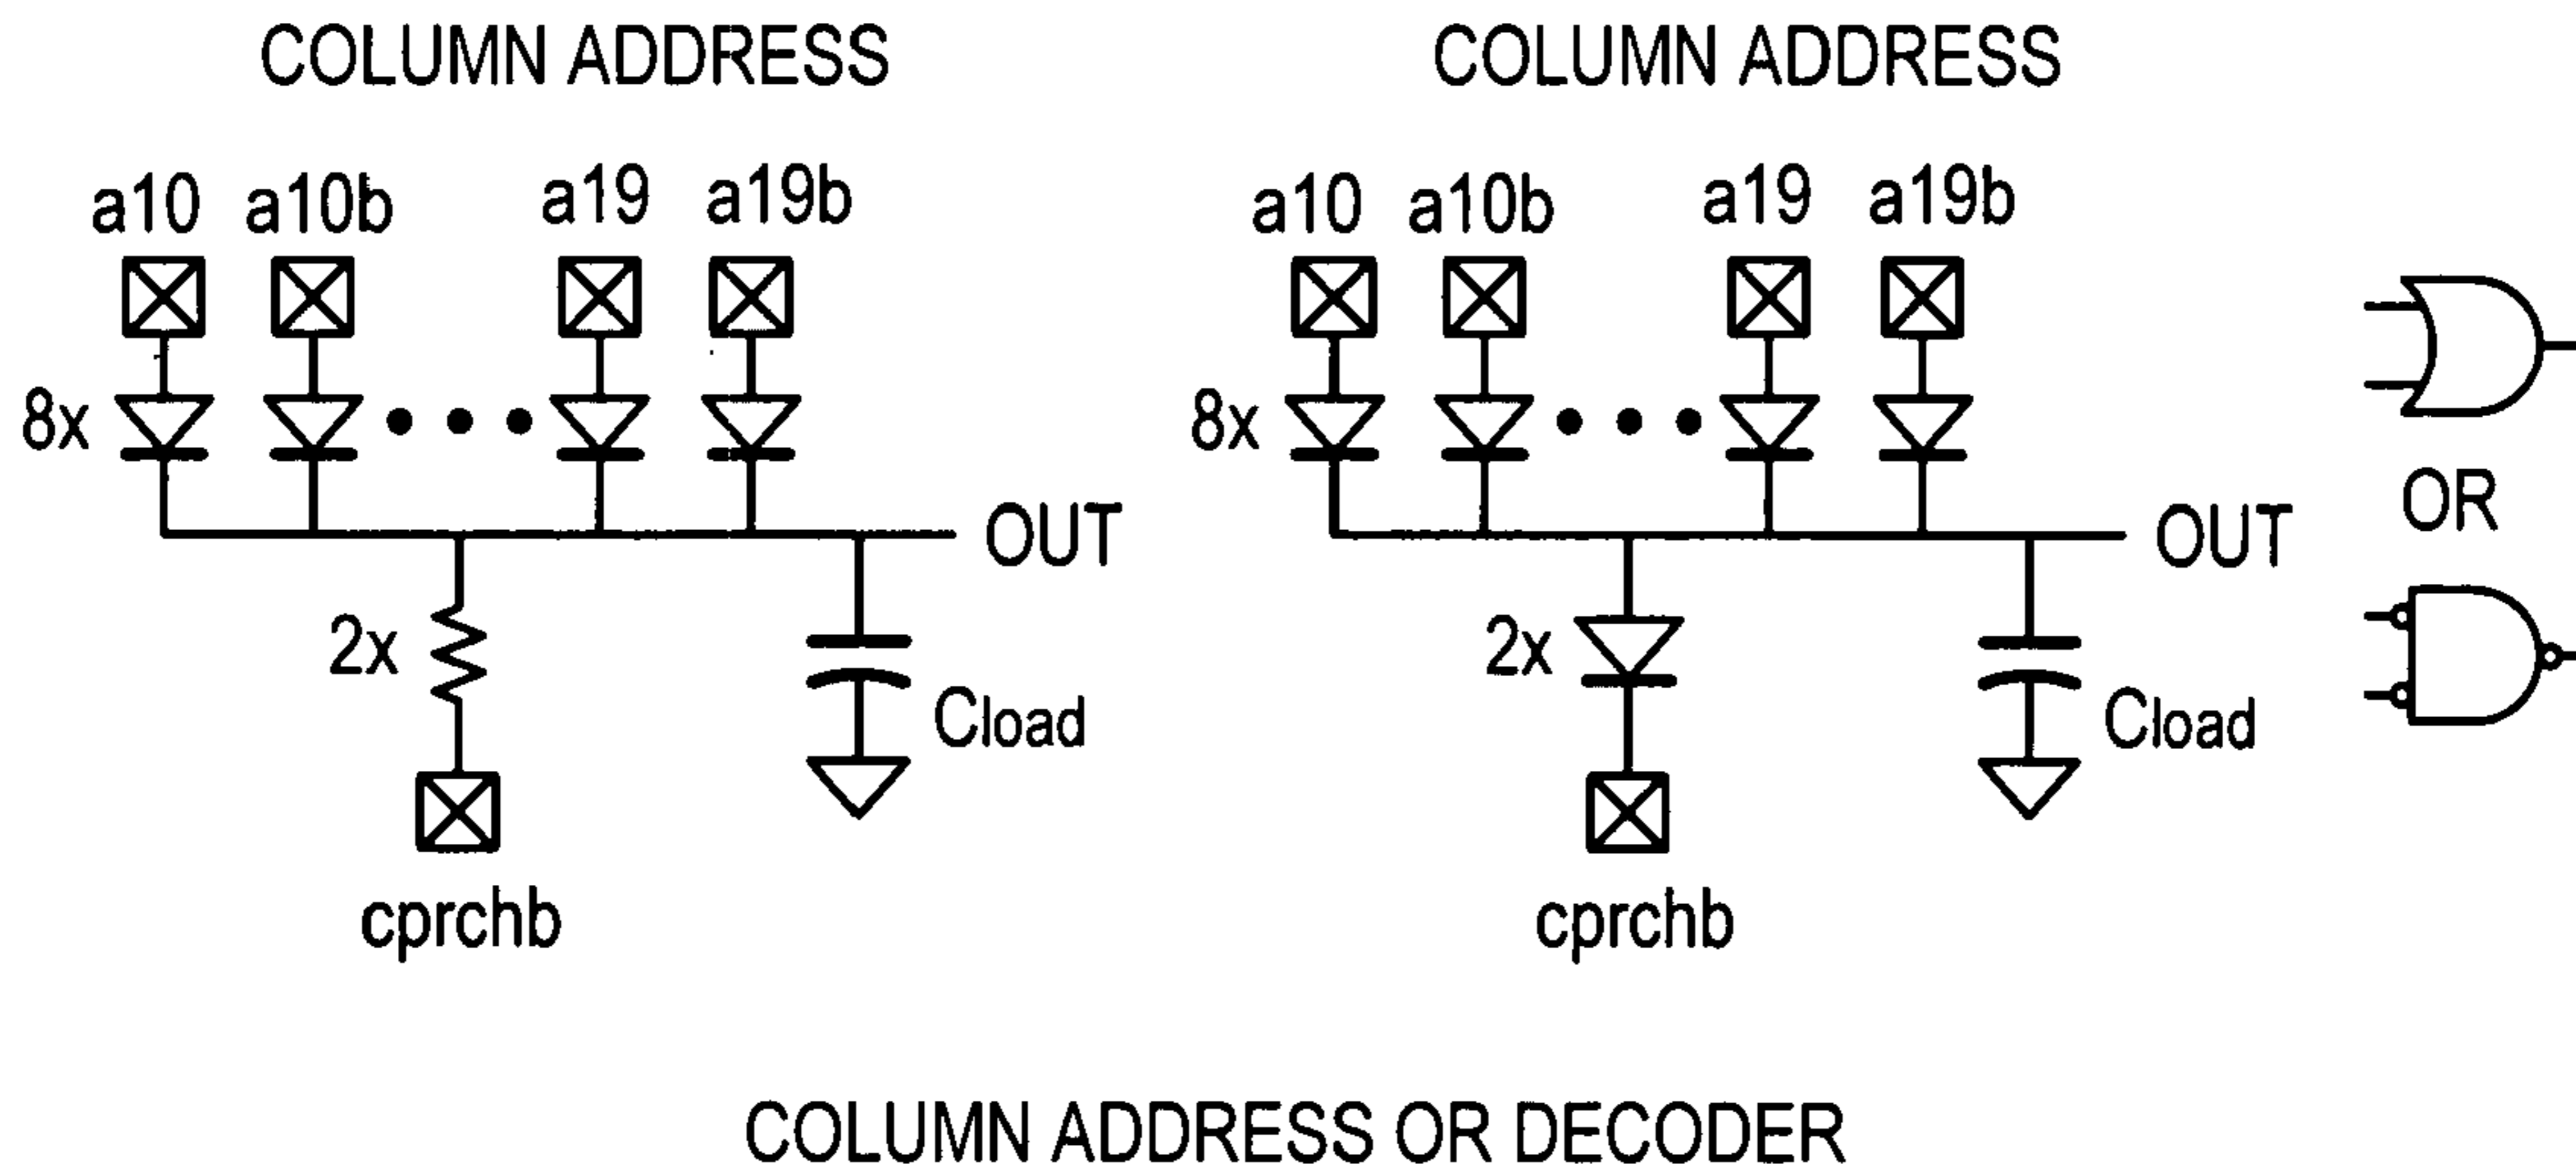 COLUMN ADDRESS
COLUMN ADDRESS
a10 a10b a19 a19b
a10 a10b a19 a19b
8x
8x
OUT
OUT
OR
2x
Cload
2x
Cload
cprchb
cprchb
COLUMN ADDRESS OR DECODER